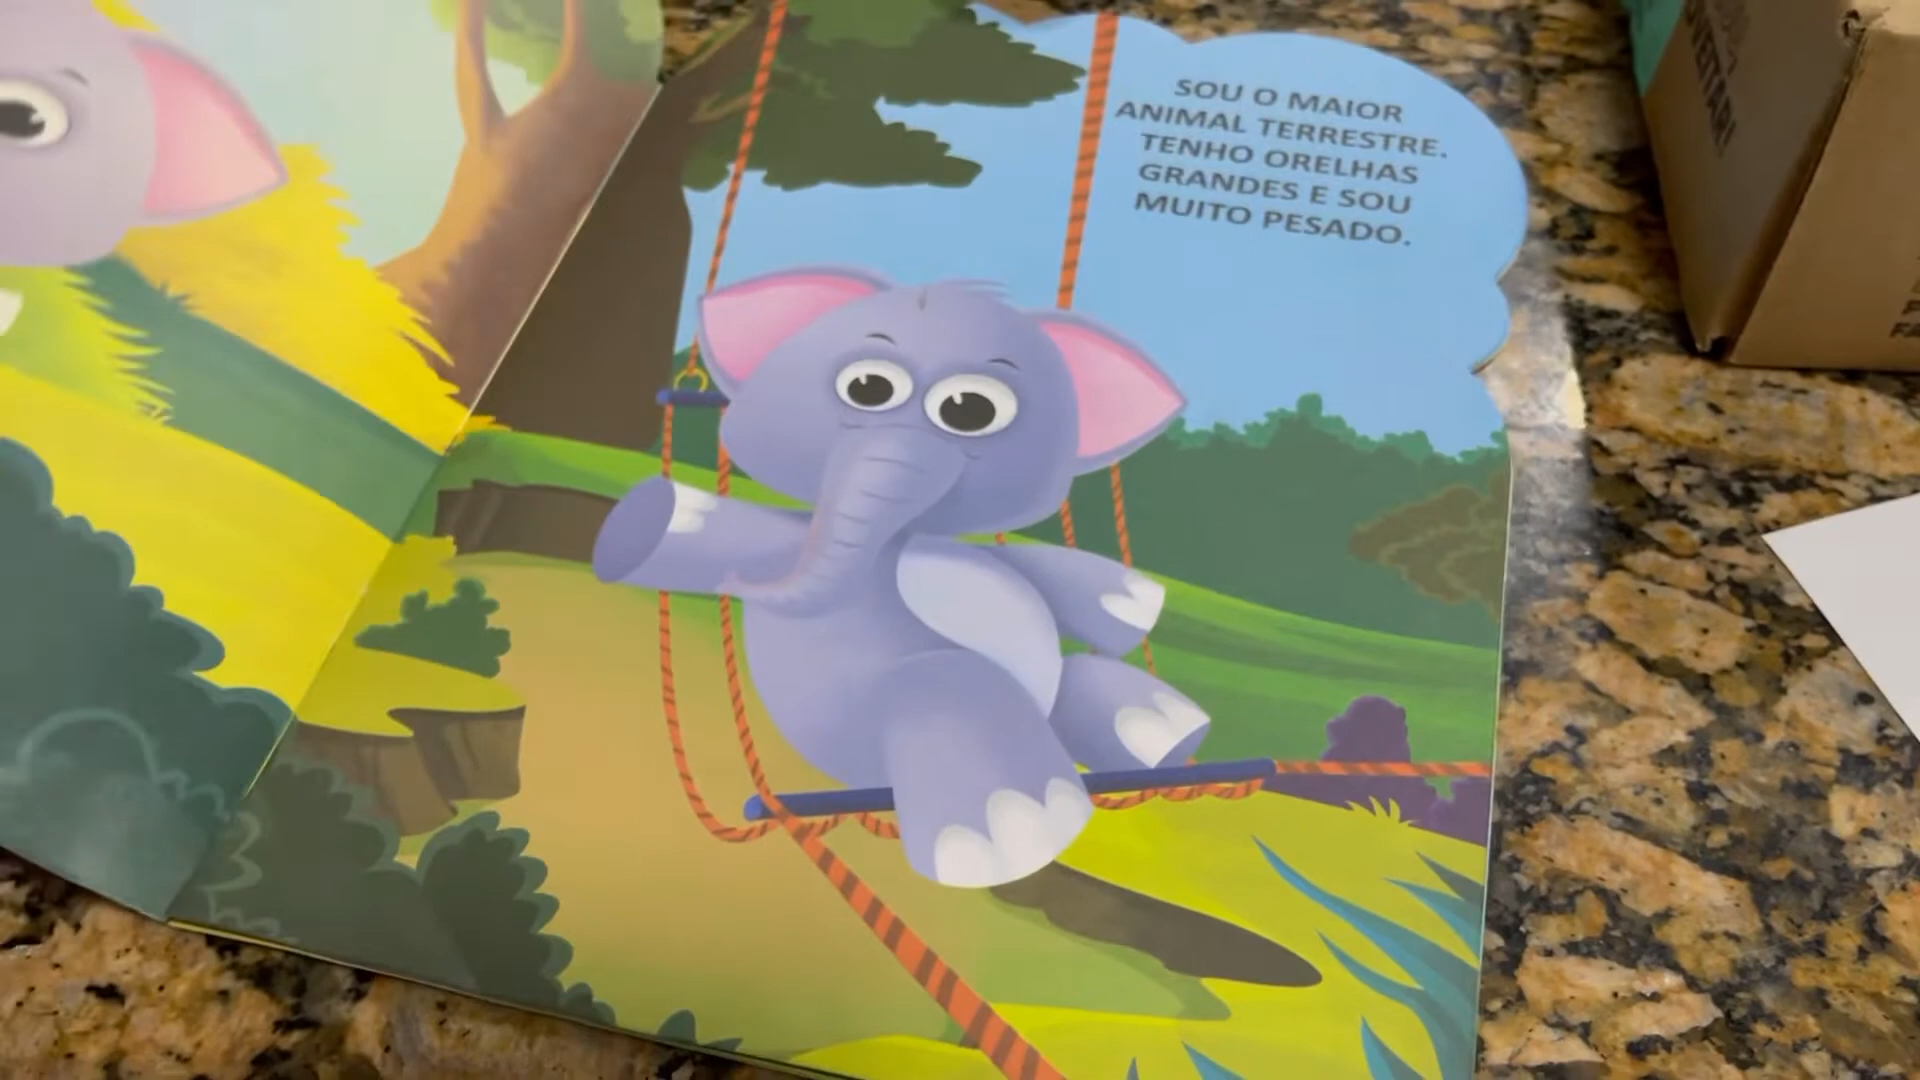 SOU O MAIOR
ANIMAL TERRESTRE.
TENHO ORELHAS
GRANDES E SOU
MUITO PESADO.